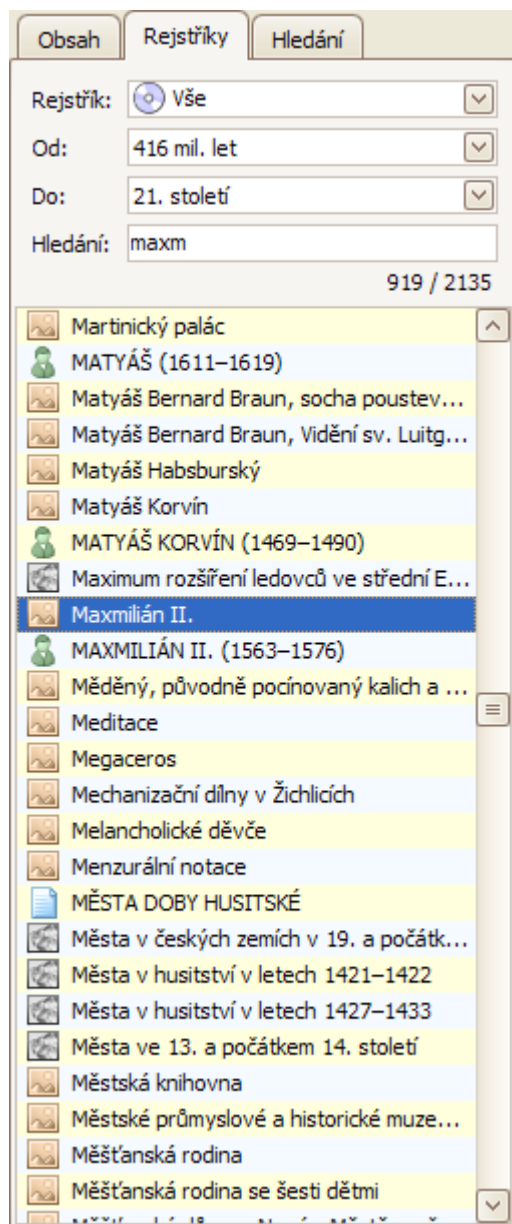 Obsah Rejstříky Hledání
Rejstřík: Vše
Od: 416 mil. let
Do: 21. století
Hledání: maxm
919 / 2135
Martinický palác
MATYÁŠ (1611–1619)
Matyáš Bernard Braun, socha poustev...
Matyáš Bernard Braun, Vidění sv. Luitg...
Matyáš Habsburský
Matyáš Korvín
MATYÁŠ KORVÍN (1469–1490)
Maximum rozšíření ledovců ve střední E...
Maxmilián II.
MAXMILIÁN II. (1563–1576)
Měděný, původně pocínovaný kalich a ...
Meditace
Megaceros
Mechanizační dílny v Žichlicích
Melancholické děvče
Menzurální notace
MĚSTA DOBY HUSITSKÉ
Města v českých zemích v 19. a počátk...
Města v husitství v letech 1421–1422
Města v husitství v letech 1427–1433
Města ve 13. a počátkem 14. století
Městská knihovna
Městské průmyslové a historické muze...
Měšťanská rodina
Měšťanská rodina se šesti dětmi